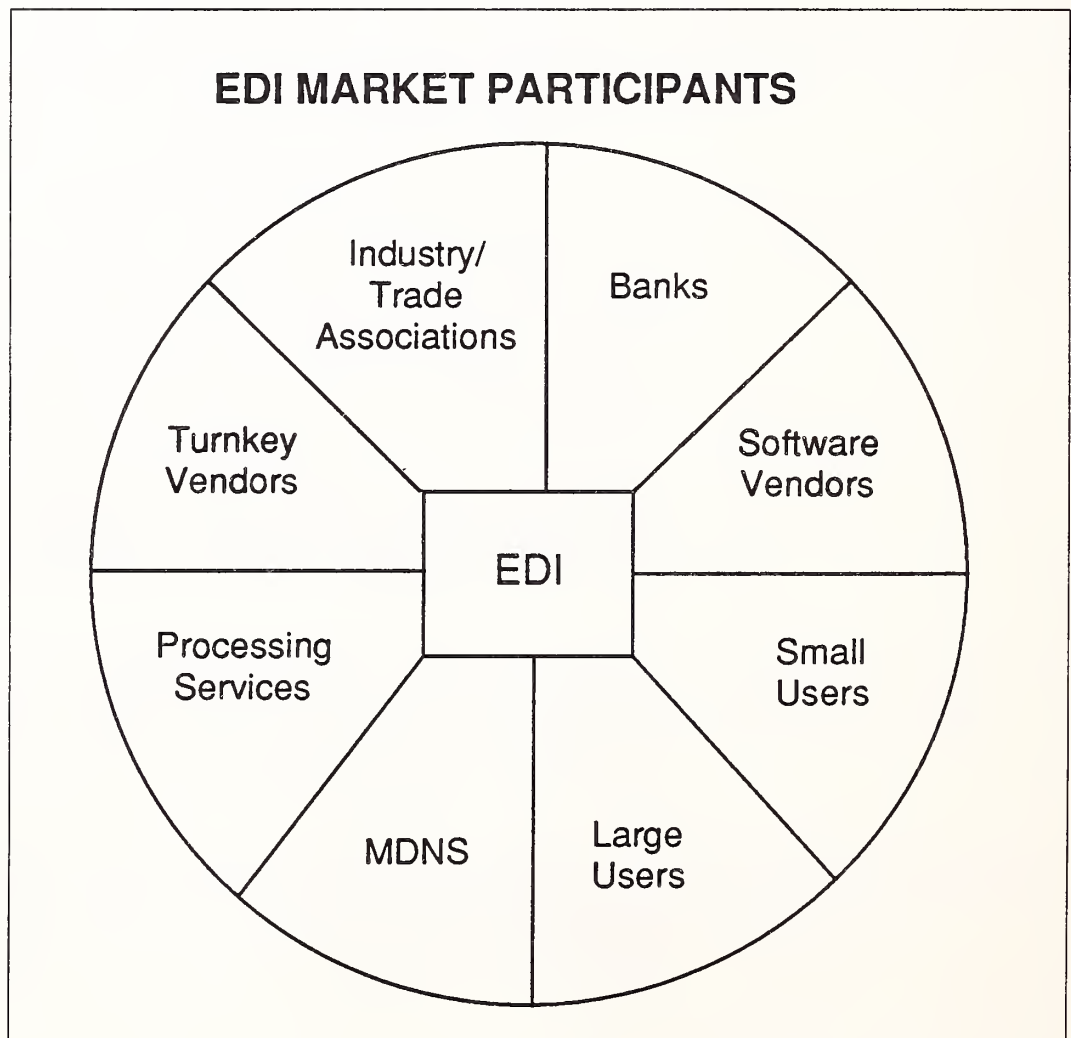 EDI MARKET PARTICIPANTS
Industry/
Trade
Associations
Banks
Turnkey
Vendors
Software
Vendors
EDI
Processing
Services
Small
Users
MDNS
Large
Users